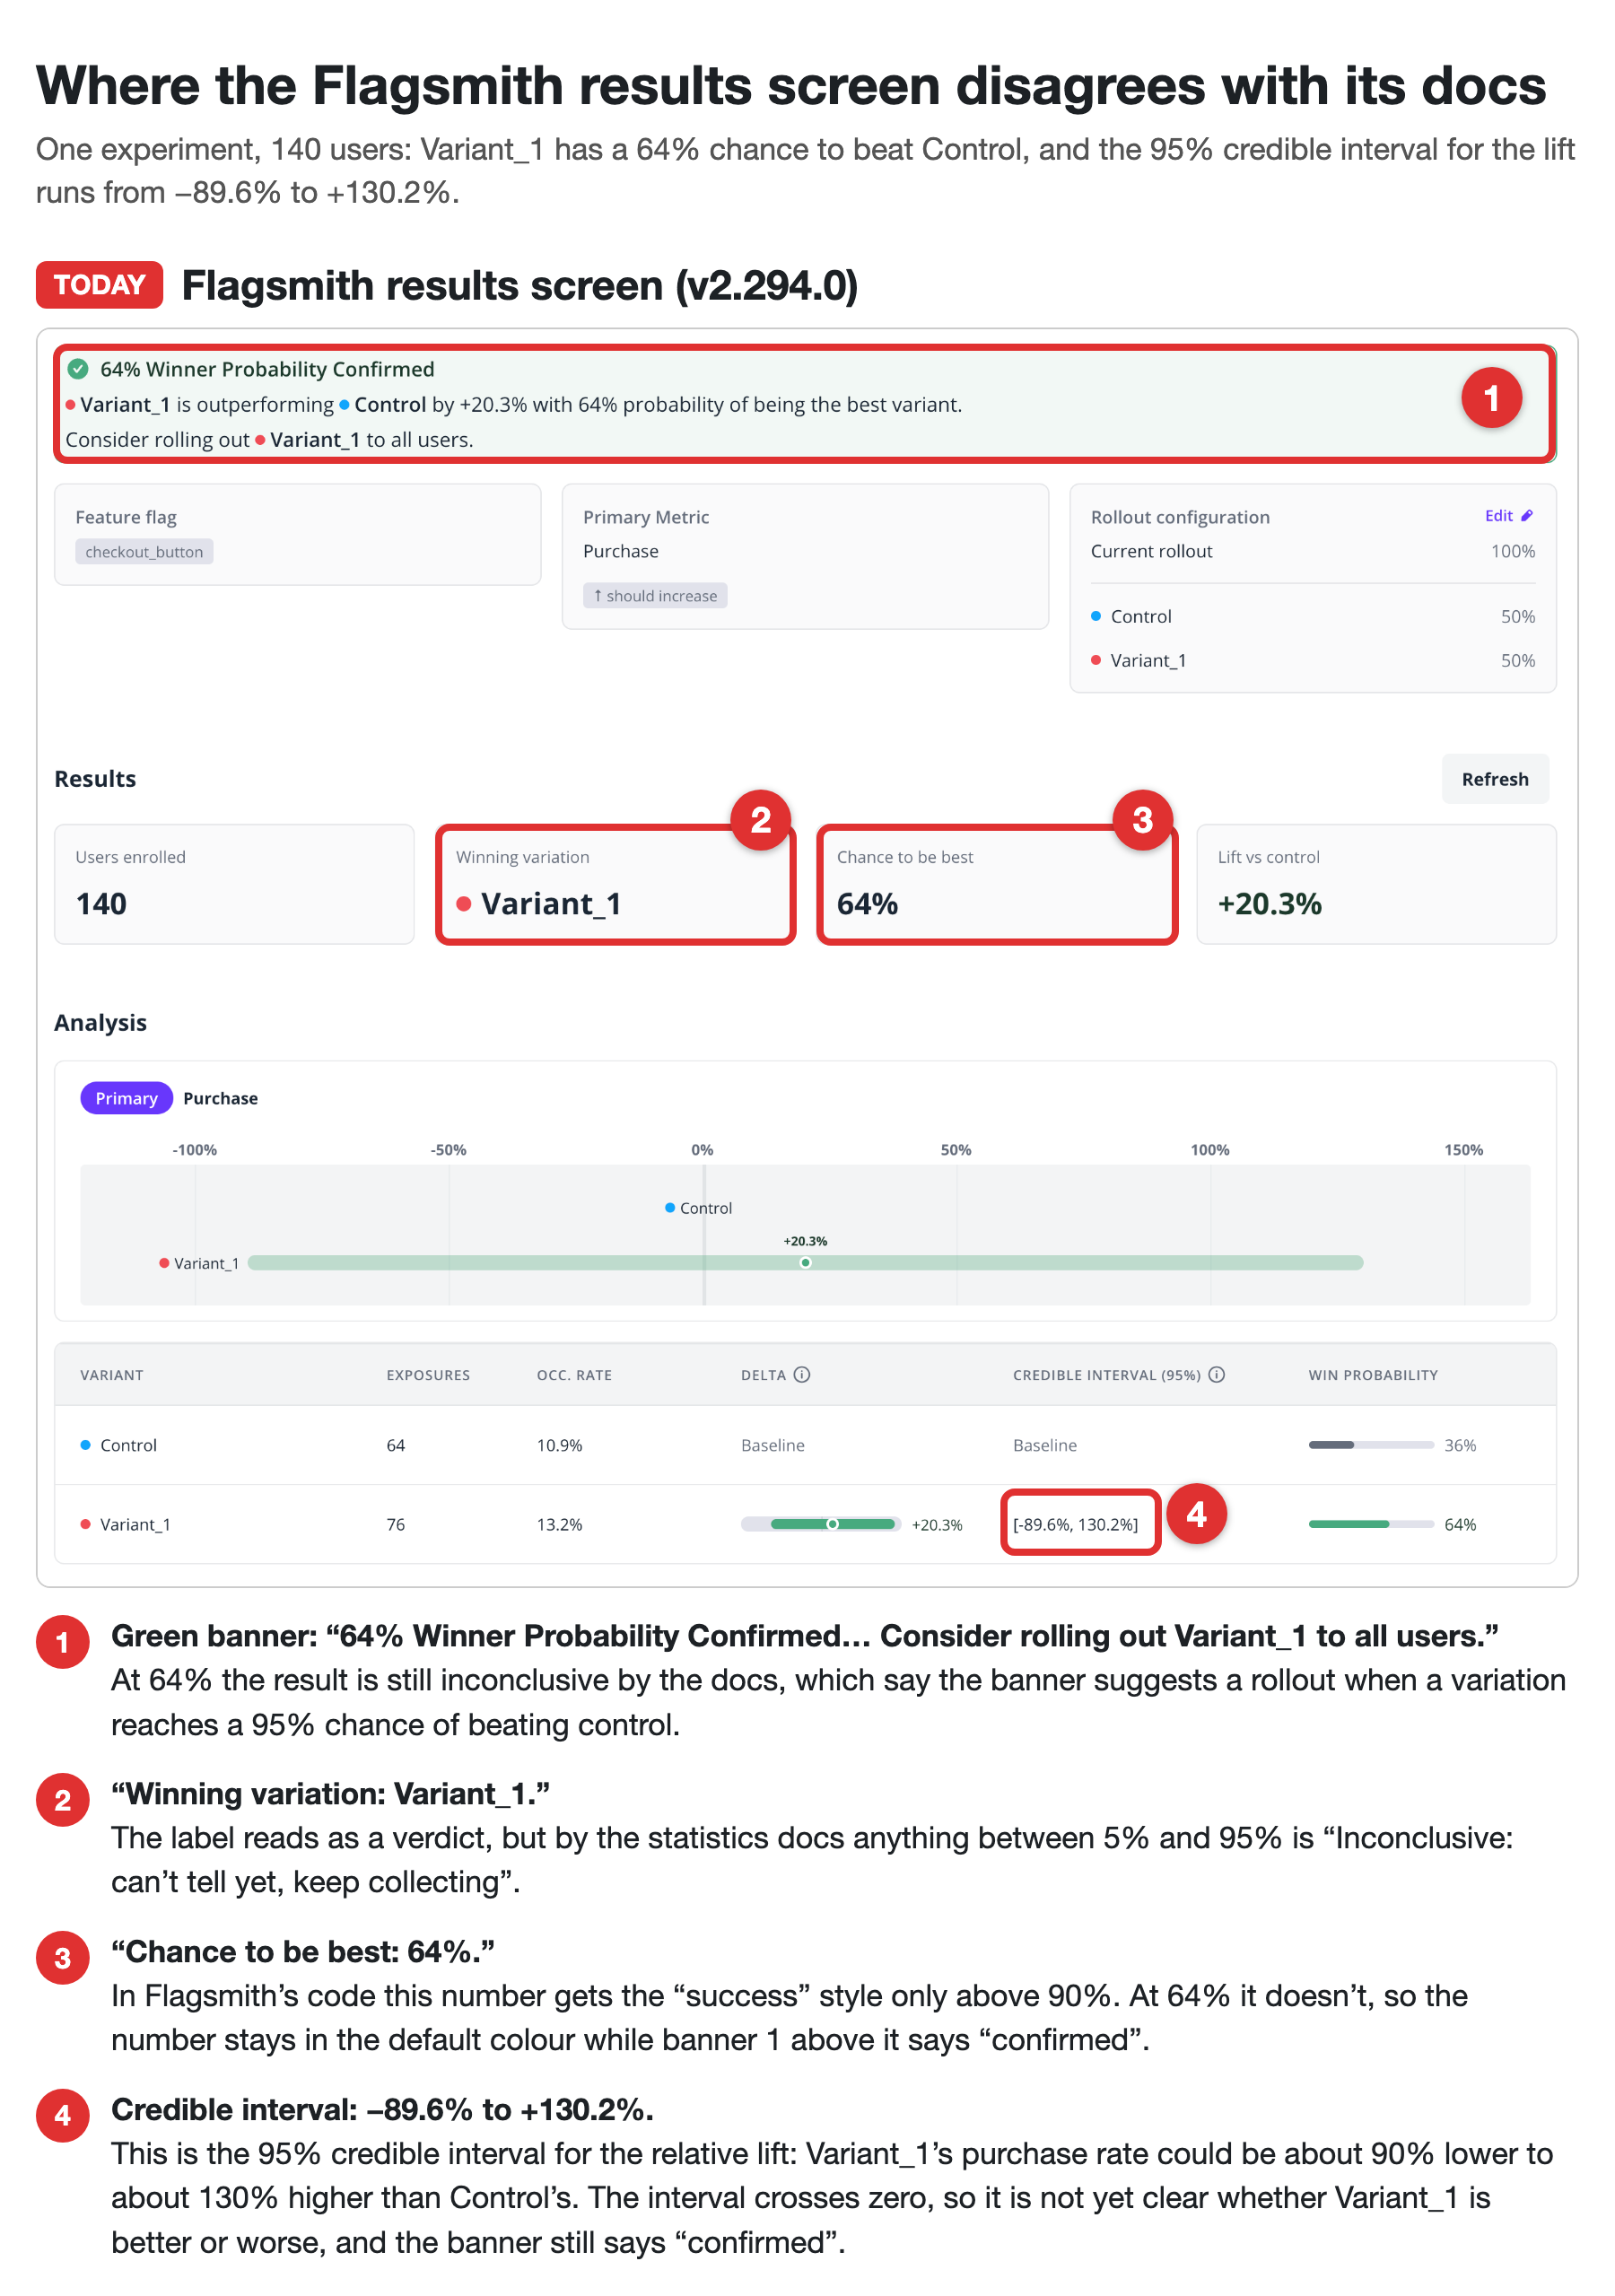 Where the Flagsmith results screen disagrees with its docs
One experiment, 140 users: Variant_1 has a 64% chance to beat Control, and the 95% credible interval for the lift
runs from −89.6% to +130.2%.
TODAY Flagsmith results screen (v2.294.0)
64% Winner Probability Confirmed
Variant_1 is outperforming Control by +20.3% with 64% probability of being the best variant.
Consider rolling out Variant_1 to all users.
1
Feature flag
checkout_button
Primary Metric
Purchase
↑ should increase
Rollout configuration Edit
Current rollout 100%
Control 50%
Variant_1 50%
Results
Refresh
Users enrolled
140
2
Winning variation
Variant_1
3
Chance to be best
64%
Lift vs control
+20.3%
Analysis
Primary Purchase
-100% -50% 0% 50% 100% 150%
Control
+20.3%
Variant_1
VARIANT EXPOSURES OCC. RATE DELTA CREDIBLE INTERVAL (95%) WIN PROBABILITY
Control 64 10.9% Baseline Baseline 36%
Variant_1 76 13.2% +20.3% [-89.6%, 130.2%] 4 64%
1 Green banner: “64% Winner Probability Confirmed… Consider rolling out Variant_1 to all users.”
At 64% the result is still inconclusive by the docs, which say the banner suggests a rollout when a variation
reaches a 95% chance of beating control.
2 “Winning variation: Variant_1.”
The label reads as a verdict, but by the statistics docs anything between 5% and 95% is “Inconclusive:
can’t tell yet, keep collecting”.
3 “Chance to be best: 64%.”
In Flagsmith’s code this number gets the “success” style only above 90%. At 64% it doesn’t, so the
number stays in the default colour while banner 1 above it says “confirmed”.
4 Credible interval: −89.6% to +130.2%.
This is the 95% credible interval for the relative lift: Variant_1’s purchase rate could be about 90% lower to
about 130% higher than Control’s. The interval crosses zero, so it is not yet clear whether Variant_1 is
better or worse, and the banner still says “confirmed”.